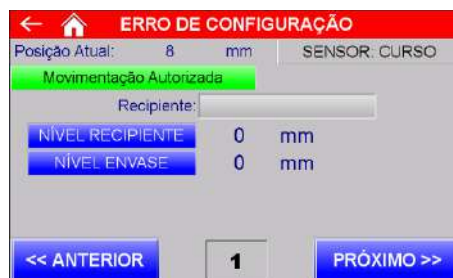 ERRO DE CONFIGURAÇÃO
Posição Atual: 8 mm SENSOR: CURSO
Movimentação Autorizada
Recipiente:
NÍVEL RECIPIENTE 0 mm
NÍVEL ENVASE 0 mm
<< ANTERIOR 1 PRÓXIMO >>